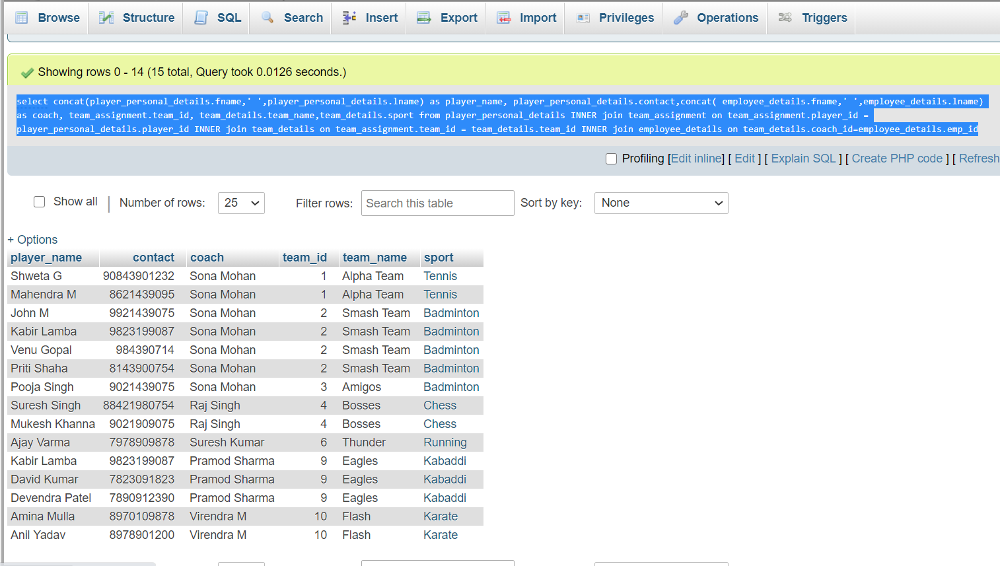 Browse Structure SQL Search Insert Export Import Privileges Operations Triggers
Showing rows 0 - 14 (15 total, Query took 0.0126 seconds.)
select concat(player_personal_details.fname,' ',player_personal_details.lname) as player_name, player_personal_details.contact,concat( employee_details.fname,' ',employee_details.lname)
as coach, team_assignment.team_id, team_details.team_name,team_details.sport from player_personal_details INNER join team_assignment on team_assignment.player_id =
player_personal_details.player_id INNER join team_details on team_assignment.team_id = team_details.team_id INNER join employee_details on team_details.coach_id=employee_details.emp_id
Profiling [Edit inline] [ Edit ] [ Explain SQL ] [ Create PHP code ] [ Refresh
Show all | Number of rows: 25 Filter rows: Search this table Sort by key: None
+ Options
player_name contact coach team_id team_name sport
Shweta G 90843901232 Sona Mohan 1 Alpha Team Tennis
Mahendra M 8621439095 Sona Mohan 1 Alpha Team Tennis
John M 9921439075 Sona Mohan 2 Smash Team Badminton
Kabir Lamba 9823199087 Sona Mohan 2 Smash Team Badminton
Venu Gopal 984390714 Sona Mohan 2 Smash Team Badminton
Priti Shaha 8143900754 Sona Mohan 2 Smash Team Badminton
Pooja Singh 9021439075 Sona Mohan 3 Amigos Badminton
Suresh Singh 88421980754 Raj Singh 4 Bosses Chess
Mukesh Khanna 9021909075 Raj Singh 4 Bosses Chess
Ajay Varma 7978909878 Suresh Kumar 6 Thunder Running
Kabir Lamba 9823199087 Pramod Sharma 9 Eagles Kabaddi
David Kumar 7823091823 Pramod Sharma 9 Eagles Kabaddi
Devendra Patel 7890912390 Pramod Sharma 9 Eagles Kabaddi
Amina Mulla 8970109878 Virendra M 10 Flash Karate
Anil Yadav 8978901200 Virendra M 10 Flash Karate